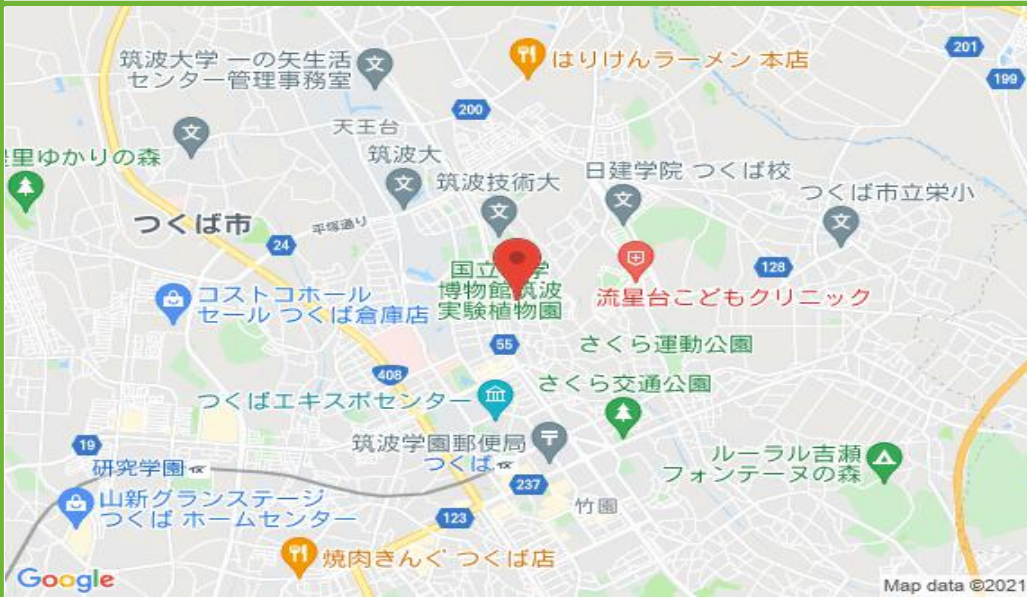 201
199
筑波大学 一の矢生活
センター管理事務室
はりけんラーメン 本店
200
天王台
里ゆかりの森
筑波大
筑波技術大
日建学院 つくば校
つくば市立栄小
つくば市
平塚通り
24
国立
学
博物館
筑波
実験植物園
128
流星台こどもクリニック
コストコホール
セール つくば倉庫店
55
さくら運動公園
408
さくら交通公園
つくばエキスポセンター
19
筑波学園郵便局
つくば
ルーラル吉瀬
フォンテーヌの森
研究学園
237
山新グランステージ
つくば ホームセンター
竹園
123
焼肉きんぐ つくば店
Google
Map data ©2021